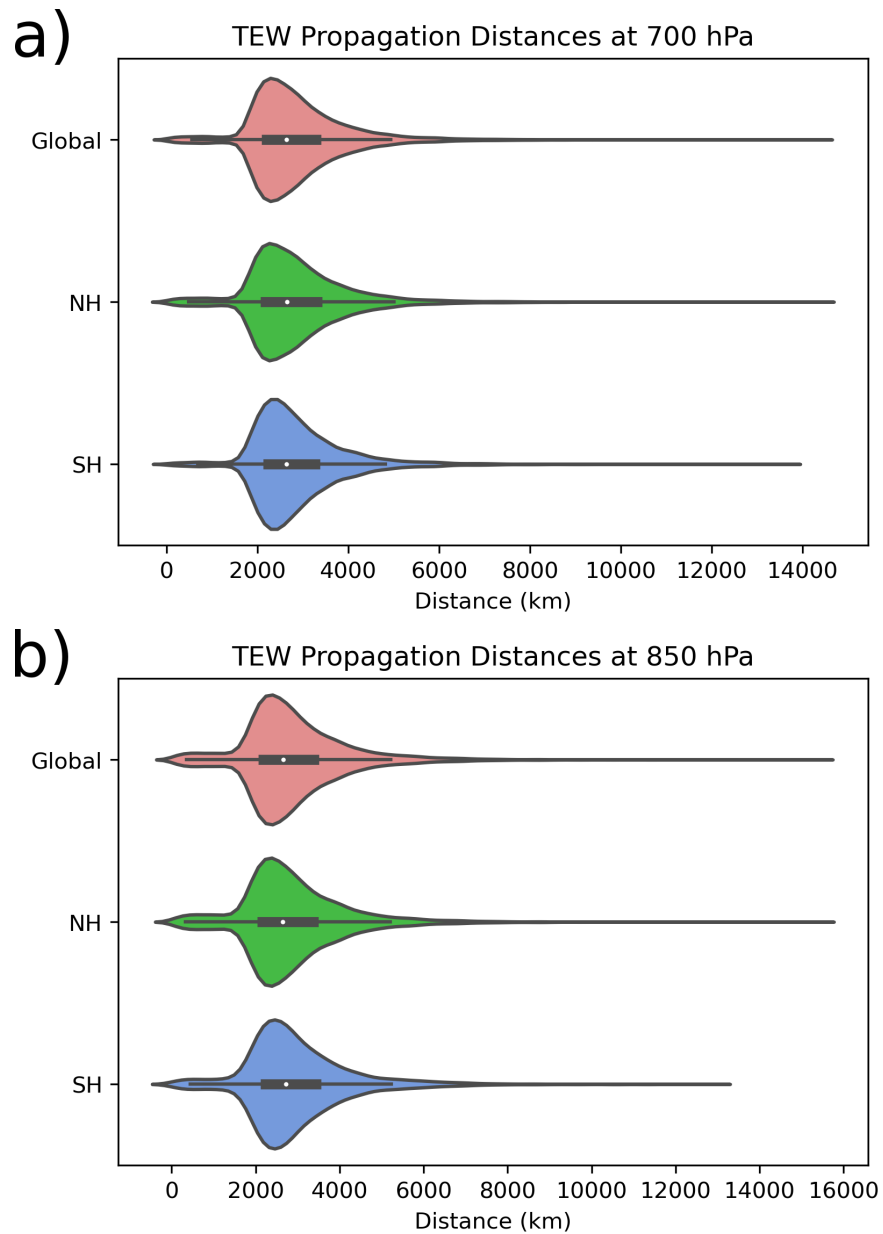 a)
TEW Propagation Distances at 700 hPa
Global
NH
SH
0 2000 4000 6000 8000 10000 12000 14000
Distance (km)
b)
TEW Propagation Distances at 850 hPa
Global
NH
SH
0 2000 4000 6000 8000 10000 12000 14000 16000
Distance (km)